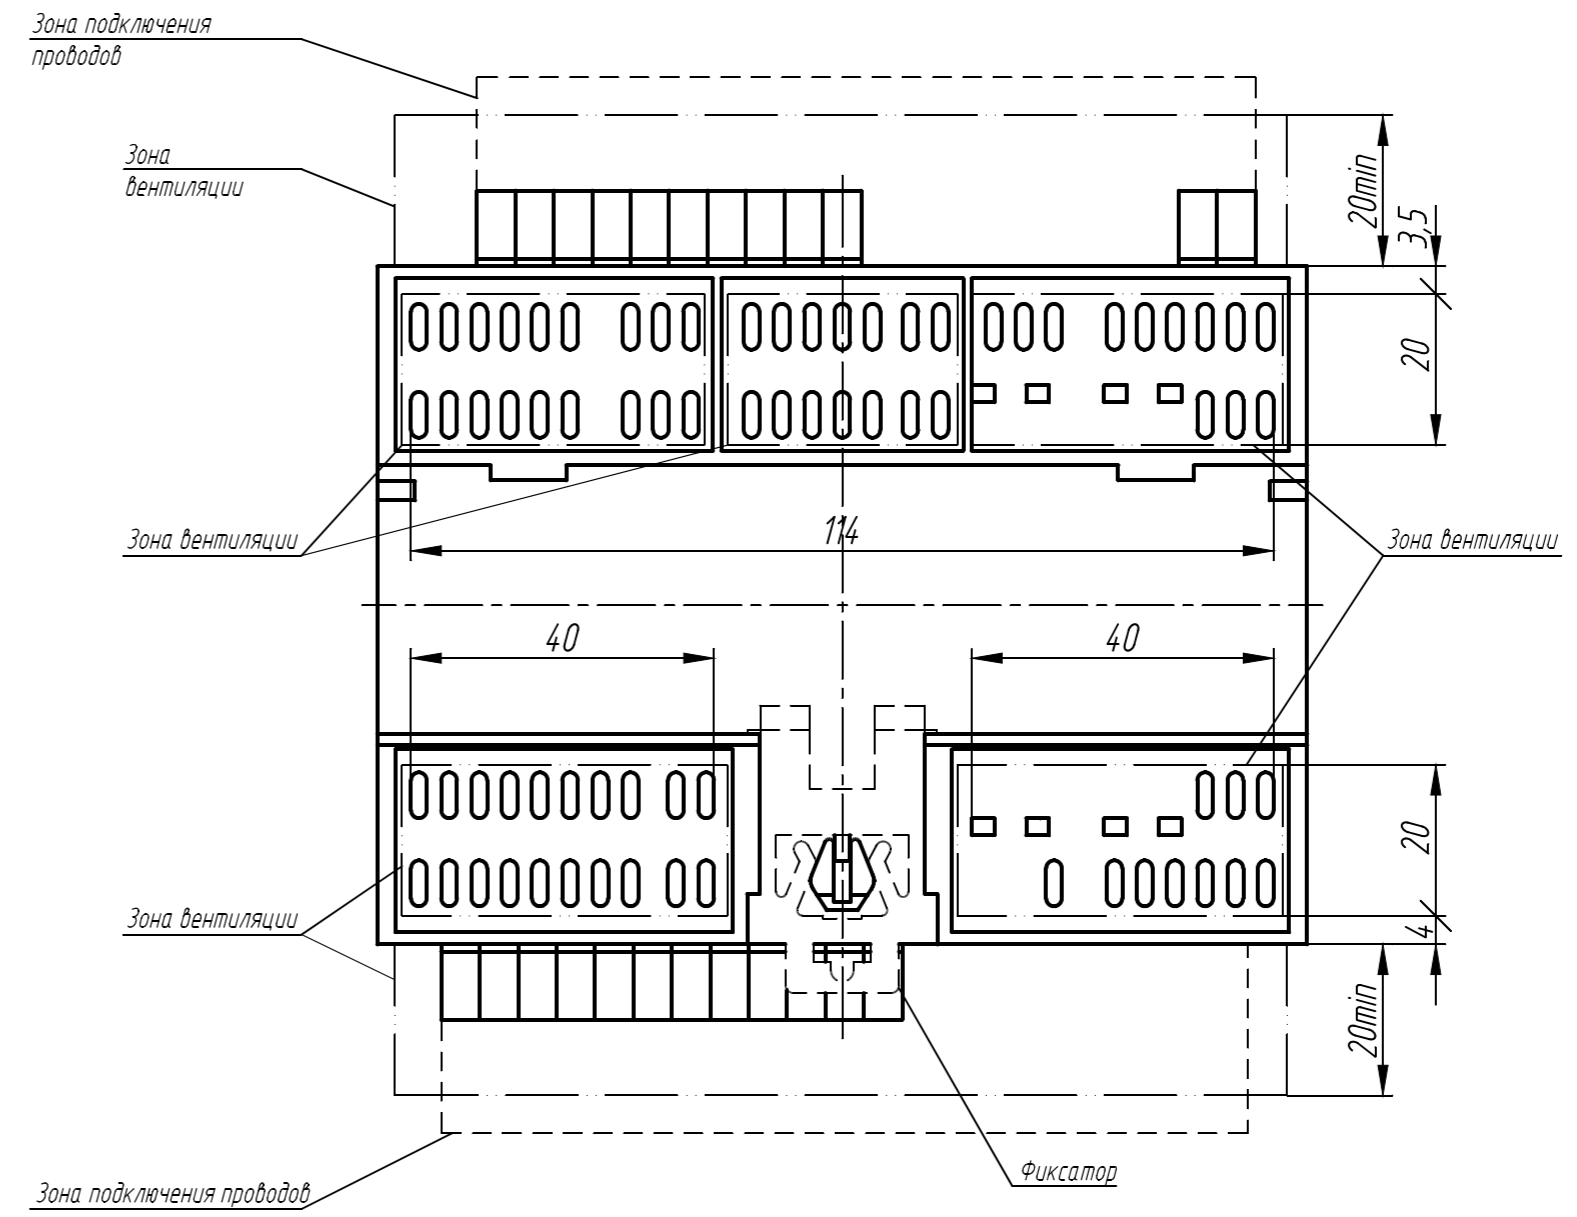 Зона подключения
проводов
Зона
вентиляции
20min
3,5
20
114
Зона вентиляции
Зона вентиляции
40
40
20
Зона вентиляции
4
20min
Фиксатор
Зона подключения проводов